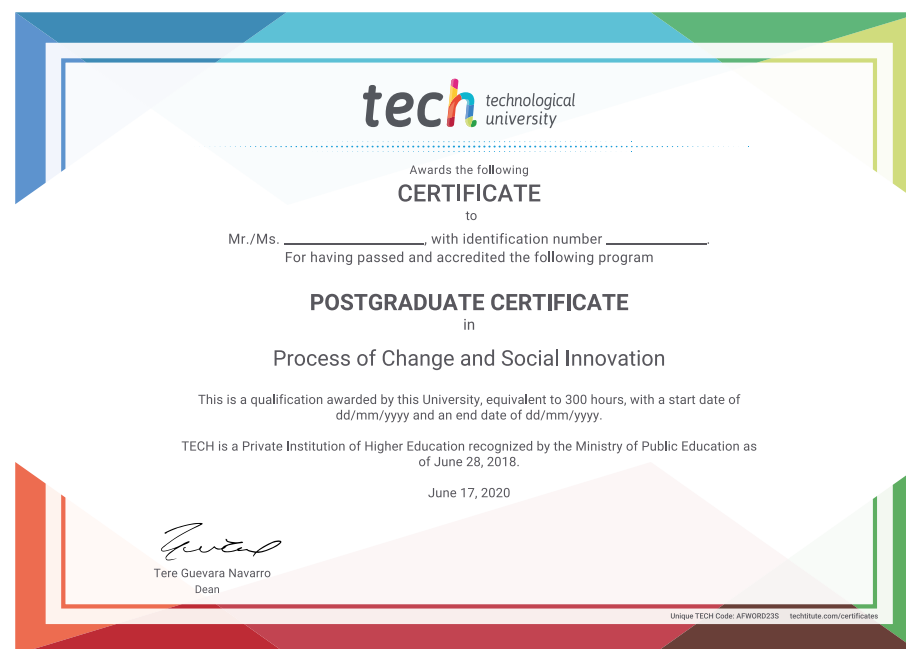 tech technological
university
Awards the following
CERTIFICATE
to
Mr./Ms. ____________________, with identification number ______________.
For having passed and accredited the following program
POSTGRADUATE CERTIFICATE
in
Process of Change and Social Innovation
This is a qualification awarded by this University, equivalent to 300 hours, with a start date of
dd/mm/yyyy and an end date of dd/mm/yyyy.
TECH is a Private Institution of Higher Education recognized by the Ministry of Public Education as
of June 28, 2018.
June 17, 2020
Tere Guevara Navarro
Dean
Unique TECH Code: AFWORD23S techtitute.com/certificates